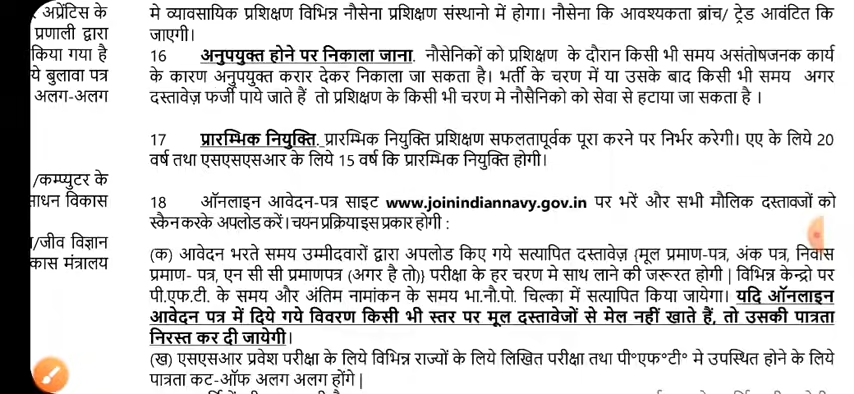 अप्रेंटिस के
प्रणाली द्वारा
किया गया है
ये बुलावा पत्र
अलग-अलग
/कम्प्युटर के
साधन विकास
/जीव विज्ञान
कास मंत्रालय
मे व्यावसायिक प्रशिक्षण विभिन्न नौसेना प्रशिक्षण संस्थानो में होगा। नौसेना कि आवश्यकता ब्रांच/ ट्रेड आवंटित कि
जाएगी।
16 अनुपयुक्त होने पर निकाला जाना. नौसेनिकों को प्रशिक्षण के दौरान किसी भी समय असंतोषजनक कार्य
के कारण अनुपयुक्त करार देकर निकाला जा सकता है। भर्ती के चरण में या उसके बाद किसी भी समय अगर
दस्तावेज़ फर्जी पाये जाते हैं तो प्रशिक्षण के किसी भी चरण मे नौसैनिको को सेवा से हटाया जा सकता है ।
17 प्रारम्भिक नियुक्ति. प्रारम्भिक नियुक्ति प्रशिक्षण सफलतापूर्वक पूरा करने पर निर्भर करेगी। एए के लिये 20
वर्ष तथा एसएसएसआर के लिये 15 वर्ष कि प्रारम्भिक नियुक्ति होगी।
18 ऑनलाइन आवेदन-पत्र साइट www.joinindiannavy.gov.in पर भरें और सभी मौलिक दस्तावजों को
स्कैन करके अपलोड करें। चयन प्रक्रिया इस प्रकार होगी :
(क) आवेदन भरते समय उम्मीदवारों द्वारा अपलोड किए गये सत्यापित दस्तावेज़ {मूल प्रमाण-पत्र, अंक पत्र, निवास
प्रमाण- पत्र, एन सी सी प्रमाणपत्र (अगर है तो)} परीक्षा के हर चरण मे साथ लाने की जरूरत होगी | विभिन्न केन्द्रो पर
पी.एफ.टी. के समय और अंतिम नामांकन के समय भा.नौ.पो. चिल्का में सत्यापित किया जायेगा। यदि ऑनलाइन
आवेदन पत्र में दिये गये विवरण किसी भी स्तर पर मूल दस्तावेजों से मेल नहीं खाते हैं, तो उसकी पात्रता
निरस्त कर दी जायेगी।
(ख) एसएसआर प्रवेश परीक्षा के लिये विभिन्न राज्यों के लिये लिखित परीक्षा तथा पी°एफ°टी° मे उपस्थित होने के लिये
पात्रता कट-ऑफ अलग अलग होंगे |